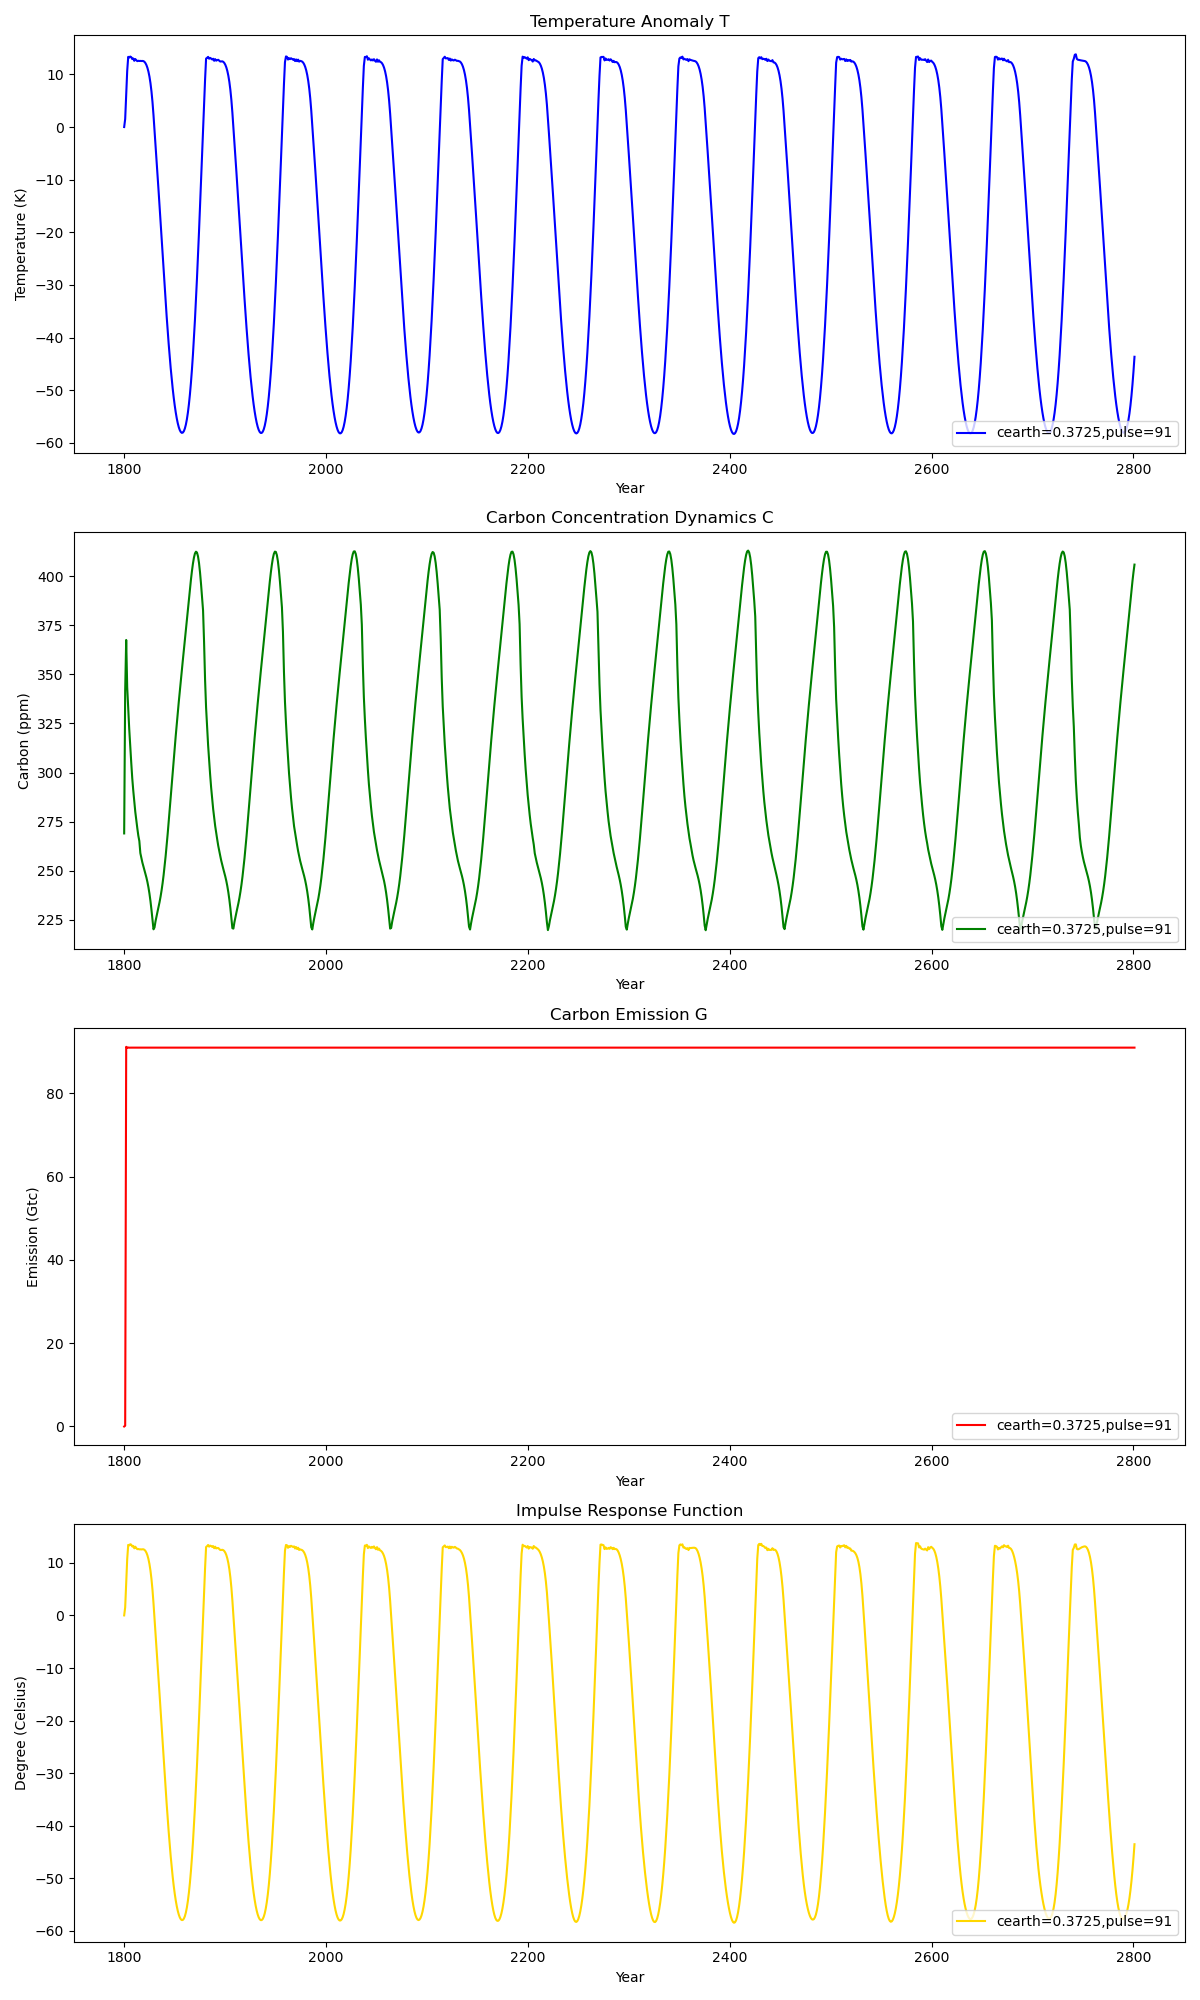 Temperature Anomaly T
10
0
−10
−20
−30
−40
−50
−60
Temperature (K)
cearth=0.3725,pulse=91
1800 2000 2200 2400 2600 2800
Year
Carbon Concentration Dynamics C
400
375
350
325
300
275
250
225
Carbon (ppm)
cearth=0.3725,pulse=91
1800 2000 2200 2400 2600 2800
Year
Carbon Emission G
80
60
40
20
0
Emission (Gtc)
cearth=0.3725,pulse=91
1800 2000 2200 2400 2600 2800
Year
Impulse Response Function
10
0
−10
−20
−30
−40
−50
−60
Degree (Celsius)
cearth=0.3725,pulse=91
1800 2000 2200 2400 2600 2800
Year